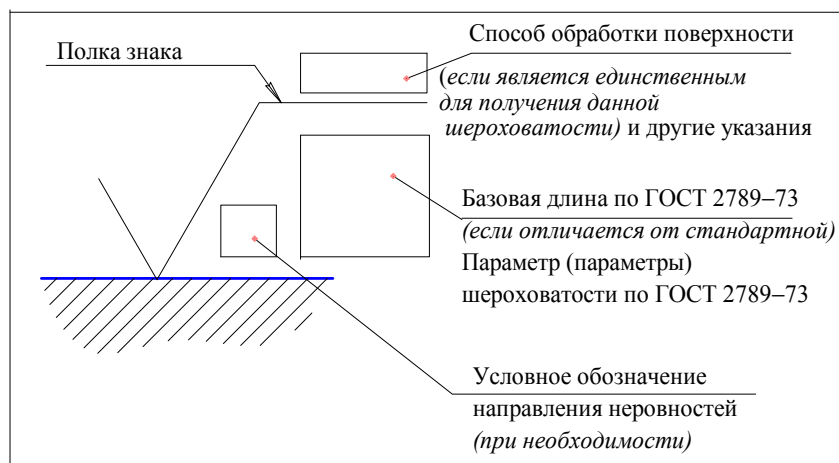 Способ обработки поверхности
Полка знака
(если является единственным
для получения данной
шероховатости) и другие указания
Базовая длина по ГОСТ 2789–73
(если отличается от стандартной)
Параметр (параметры)
шероховатости по ГОСТ 2789–73
Условное обозначение
направления неровностей
(при необходимости)